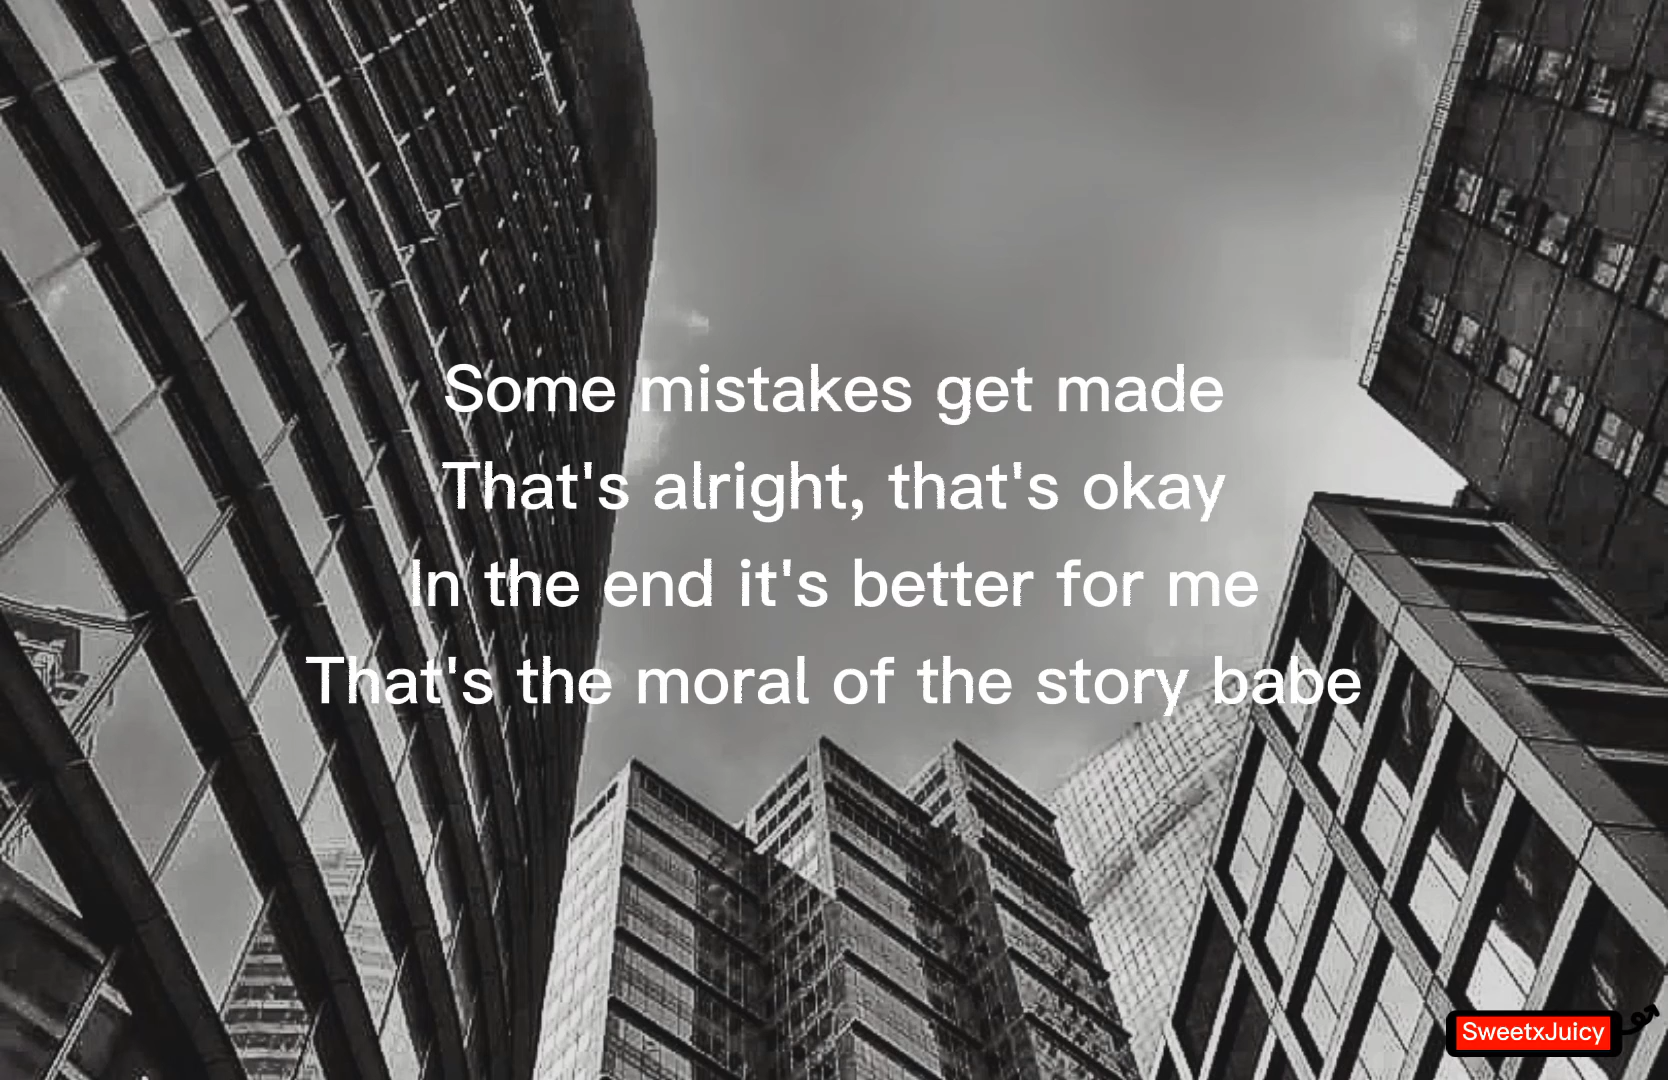 Some mistakes get made
That's alright, that's okay
In the end it's better for me
That's the moral of the story babe
SweetxJuicy